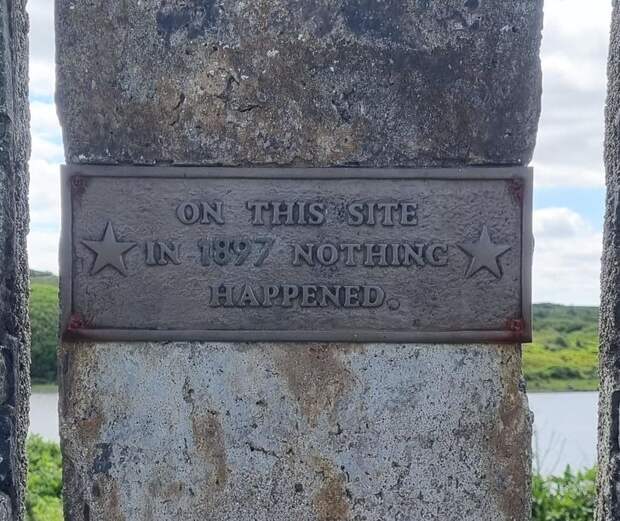 ON THIS SITE
IN 1897 NOTHING
HAPPENED.